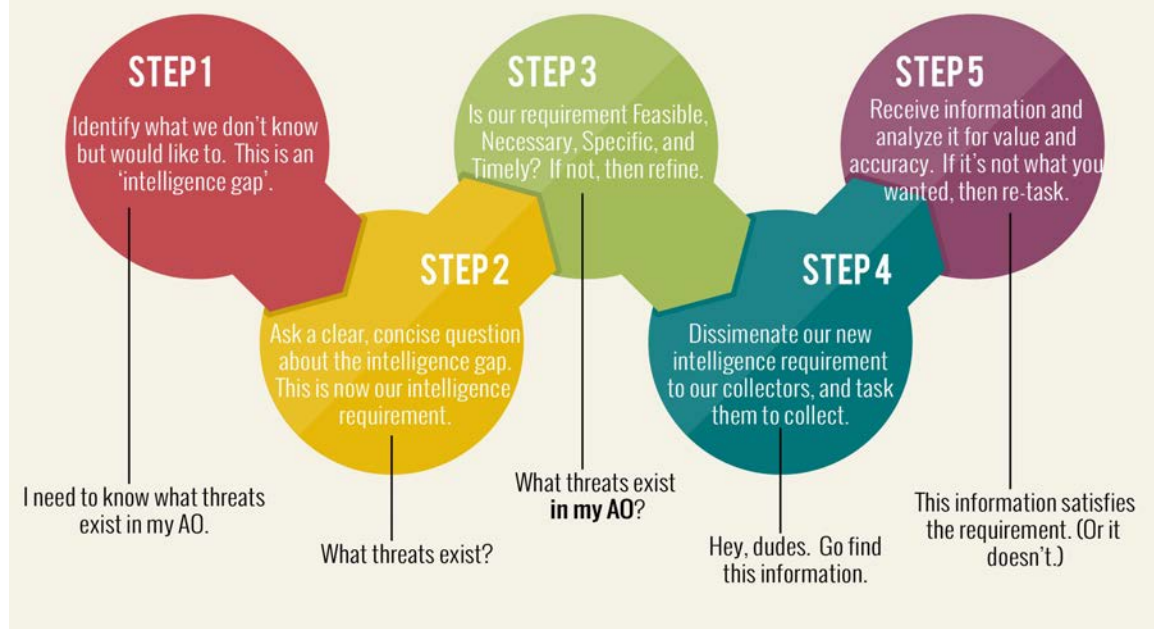 STEP 1
Identify what we don't know
but would like to. This is an
'intelligence gap'.
I need to know what threats
exist in my AO.
STEP 2
Ask a clear, concise question
about the intelligence gap.
This is now our intelligence
requirement.
What threats exist?
STEP 3
Is our requirement Feasible,
Necessary, Specific, and
Timely? If not, then refine.
What threats exist
in my AO?
STEP 4
Dissimenate our new
intelligence requirement
to our collectors, and task
them to collect.
Hey, dudes. Go find
this information.
STEP 5
Receive information and
analyze it for value and
accuracy. If it's not what you
wanted, then re-task.
This information satisfies
the requirement. (Or it
doesn't.)